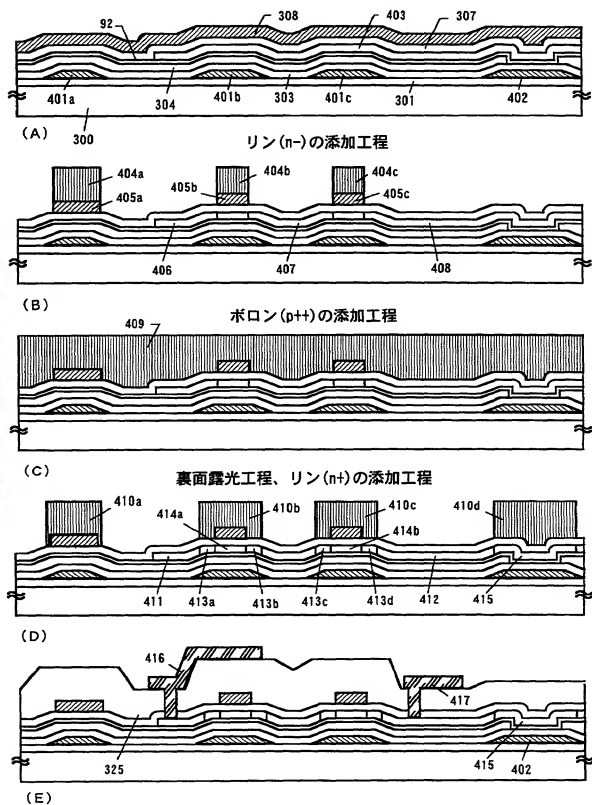 308 403 307
92
304 401a 401b 303 401c 301 402
300
(A)
リン(n-)の添加工程
404a 404b 404c
405a 405b 405c
406 407 408
(B)
ボロン(p++)の添加工程
409
(C)
裏面露光工程、リン(n+)の添加工程
410a 414a 410b 410c 410d
414b
411 413a 413b 413c 413d 412 415
(D)
416
417
325 415 402
(E)